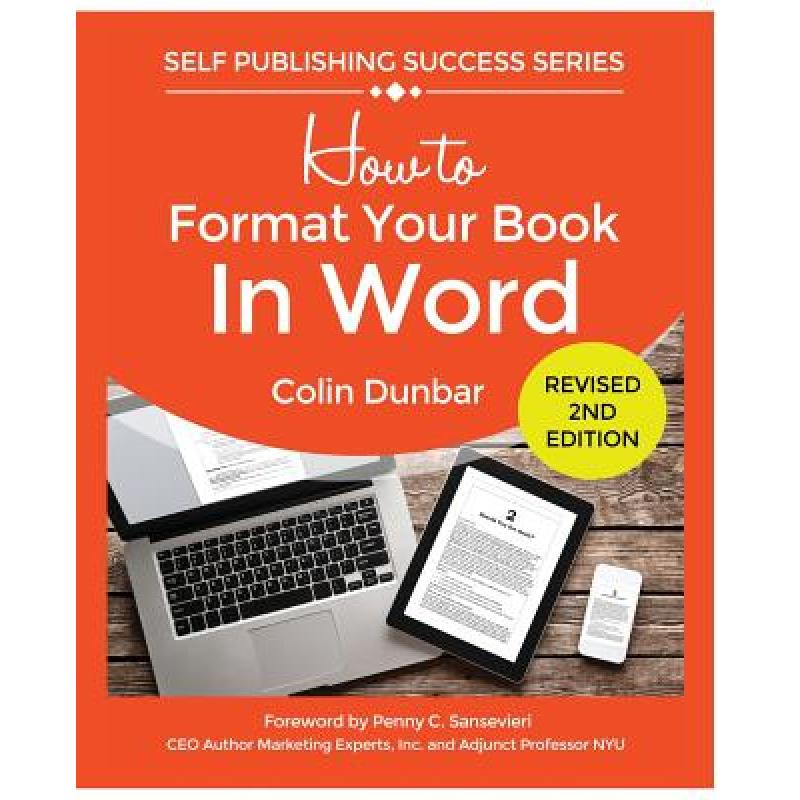 SELF PUBLISHING SUCCESS SERIES
How to
Format Your Book
In Word
Colin Dunbar
REVISED
2ND
EDITION
2
Foreword by Penny C. Sansevieri
CEO Author Marketing Experts, Inc. and Adjunct Professor NYU